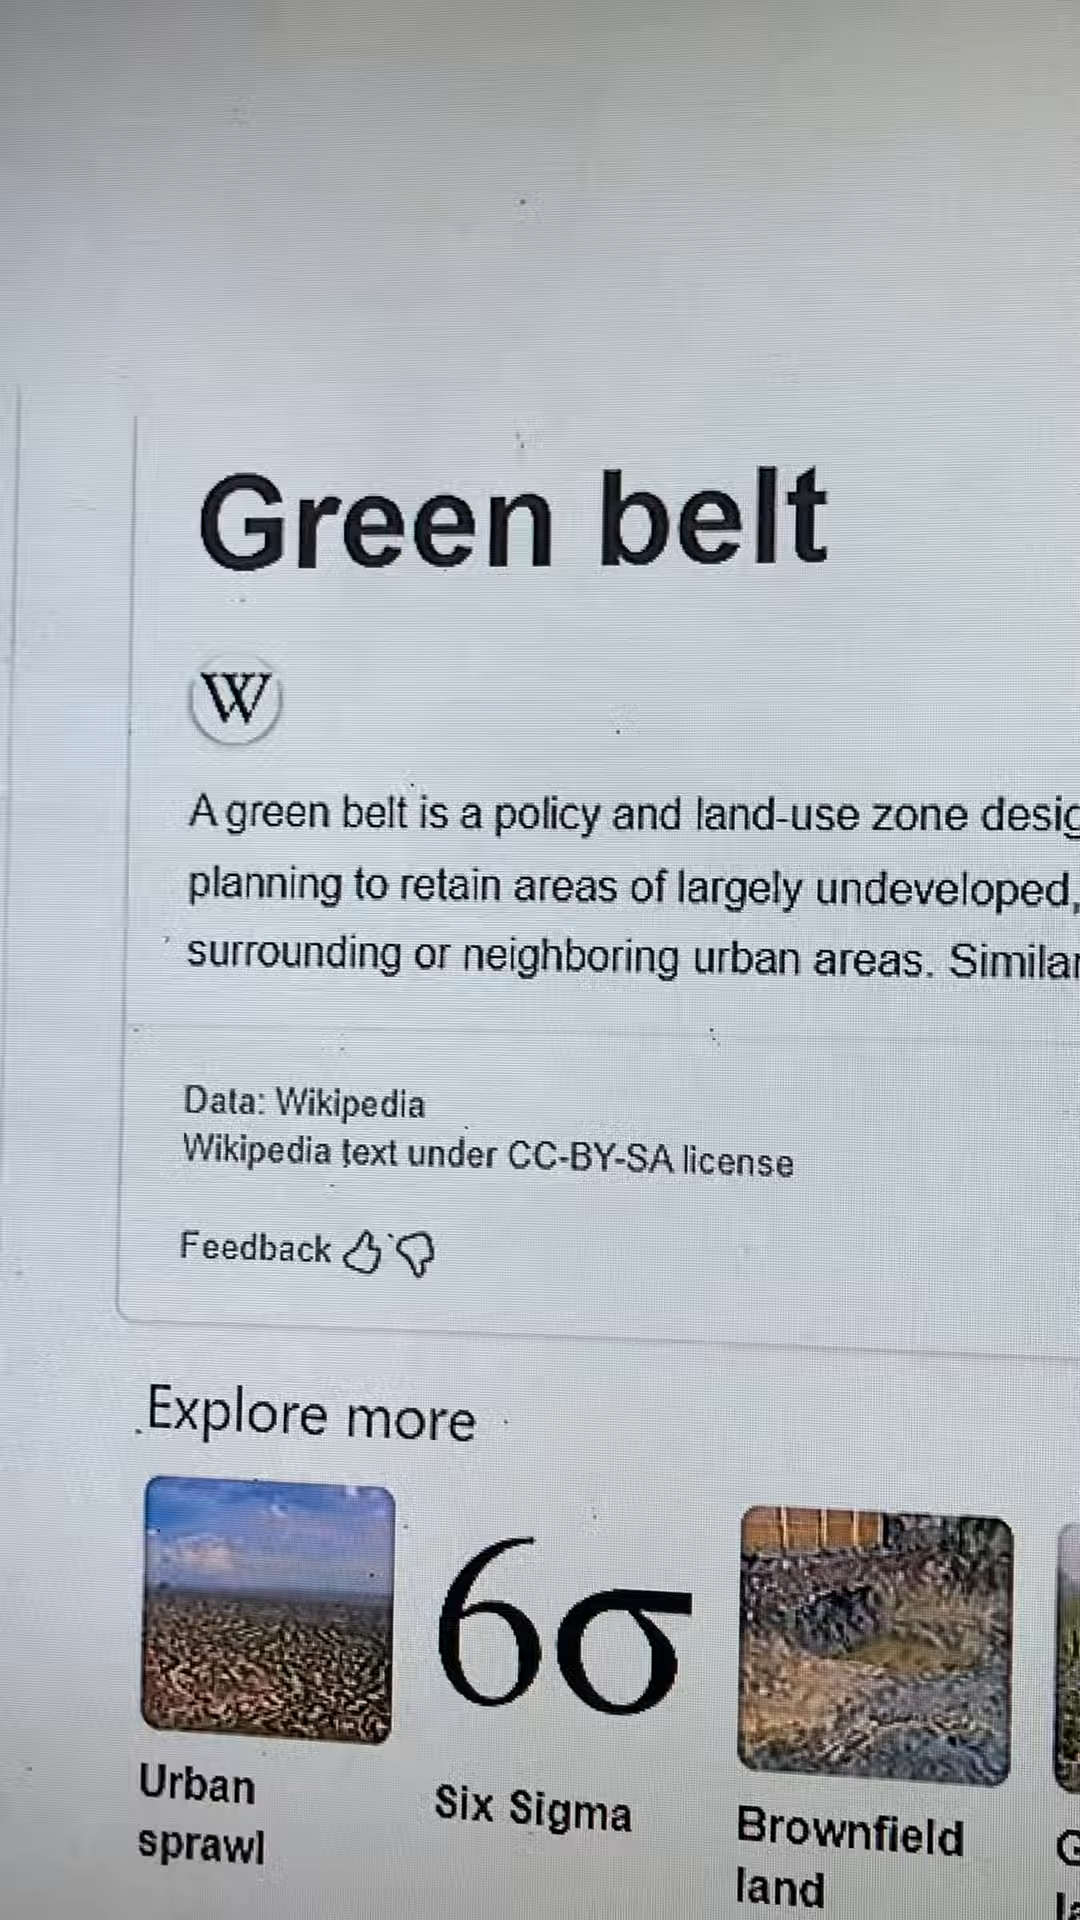 Green belt
W
A green belt is a policy and land-use zone
planning to retain areas of largely undeveloped,
surrounding or neighboring urban areas.
Data: Wikipedia
Wikipedia text under CC-BY-SA license
Feedback
Explore more
6σ
Urban
sprawl
Six Sigma
Brownfield
land